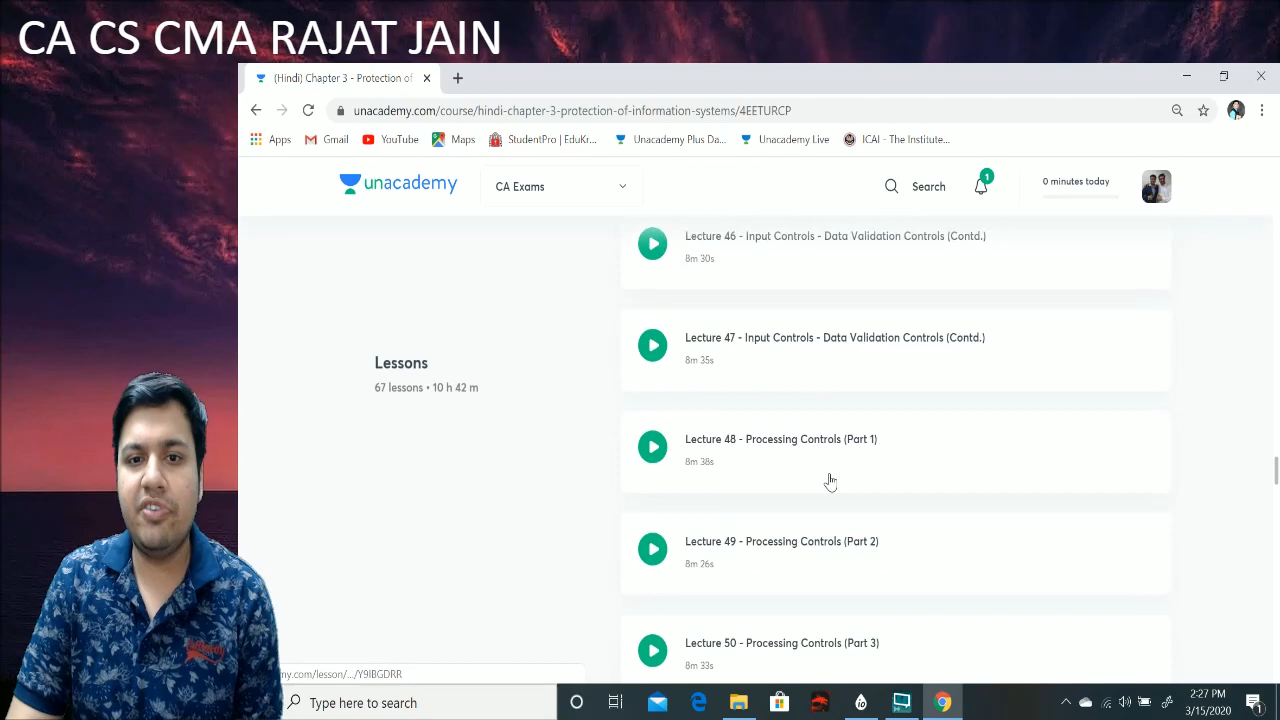 CA CS CMA RAJAT JAIN
(Hindi) Chapter 3 - Protection of
unacademy.com/course/hindi-chapter-3-protection-of-information-systems/4EETURCP
Apps Gmail YouTube Maps StudentPro | EduKr... Unacademy Plus Da... Unacademy Live ICAI - The Institute...
unacademy CA Exams Search 1 0 minutes today
Lecture 46 - Input Controls - Data Validation Controls (Contd.)
8m 30s
Lecture 47 - Input Controls - Data Validation Controls (Contd.)
8m 35s
Lessons
67 lessons • 10 h 42 m
Lecture 48 - Processing Controls (Part 1)
8m 38s
Lecture 49 - Processing Controls (Part 2)
8m 26s
Lecture 50 - Processing Controls (Part 3)
8m 33s
my.com/lesson/.../Y9IBGDRR
Type here to search
2:27 PM
3/15/2020
1